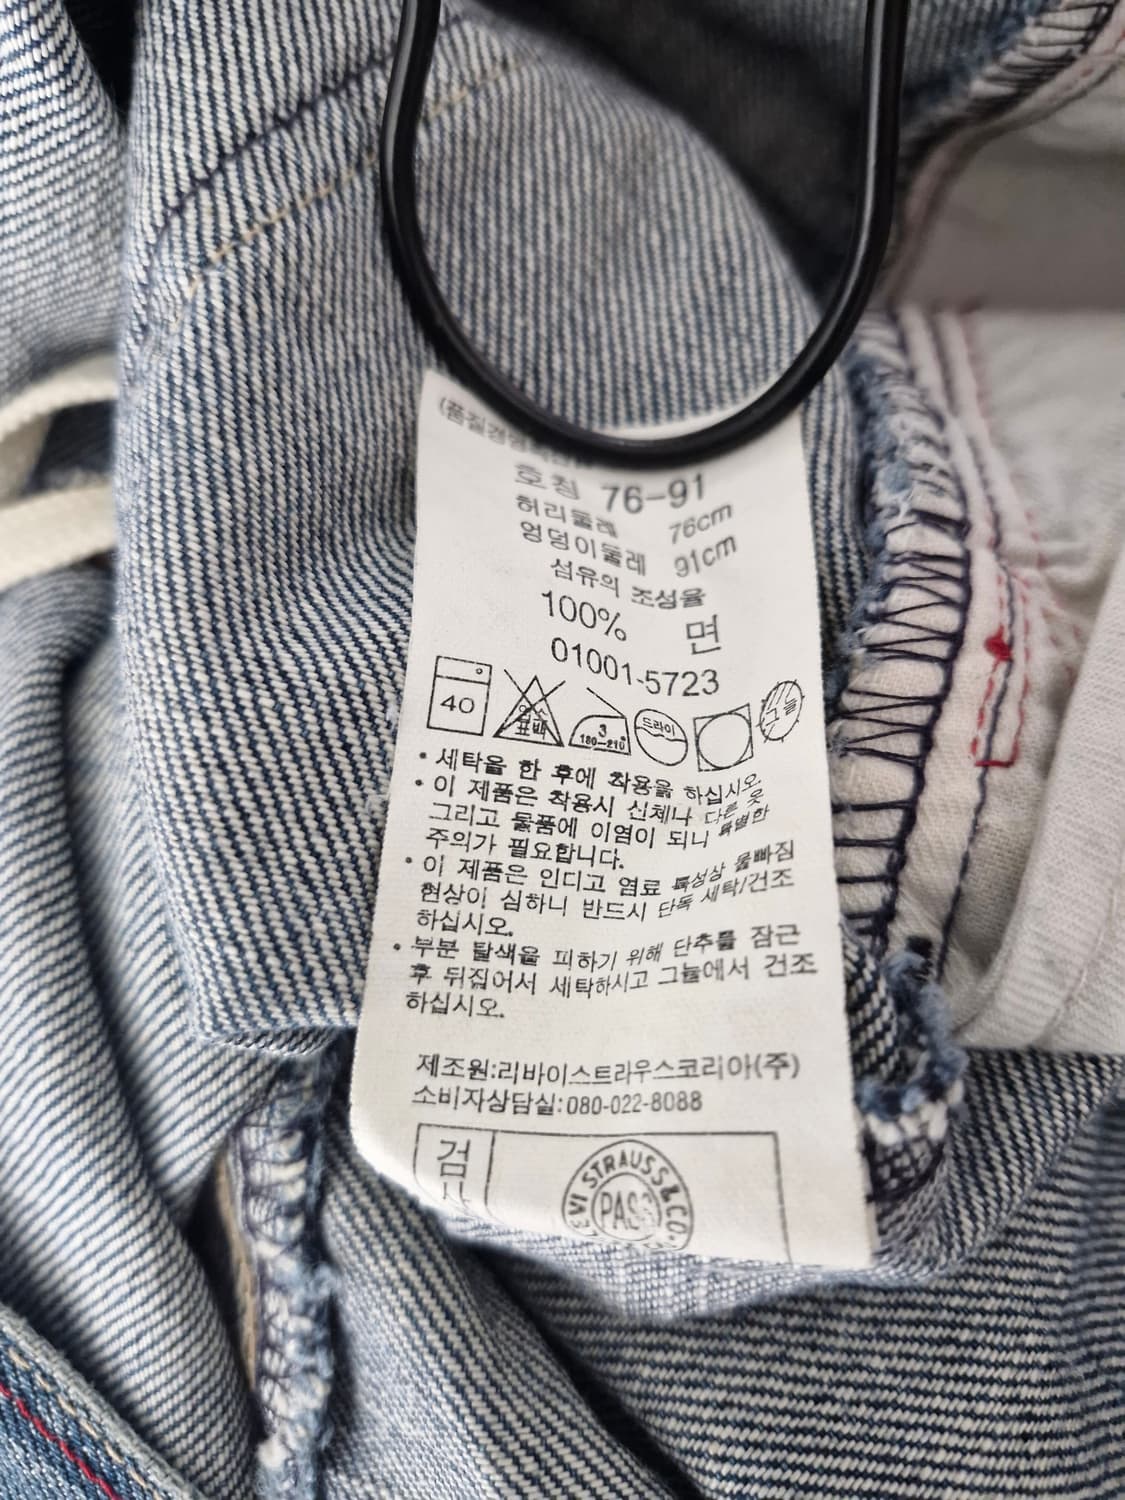 호칭 76-91
허리둘레 76cm
엉덩이둘레 91cm
섬유의 조성율
100% 면
01001-5723
40 염소표백 3 180-210° 드라이 그늘
• 세탁을 한 후에 착용을 하십시오.
• 이 제품은 착용시 신체나 다른 옷
그리고 물품에 이염이 되니 특별한
주의가 필요합니다.
• 이 제품은 인디고 염료 특성상 물빠짐
현상이 심하니 반드시 단독 세탁/건조
하십시오.
• 부분 탈색을 피하기 위해 단추를 잠근
후 뒤집어서 세탁하시고 그늘에서 건조
하십시오.
제조원:리바이스트라우스코리아(주)
소비자상담실:080-022-8088
검
LEVI STRAUSS & CO.
PASS